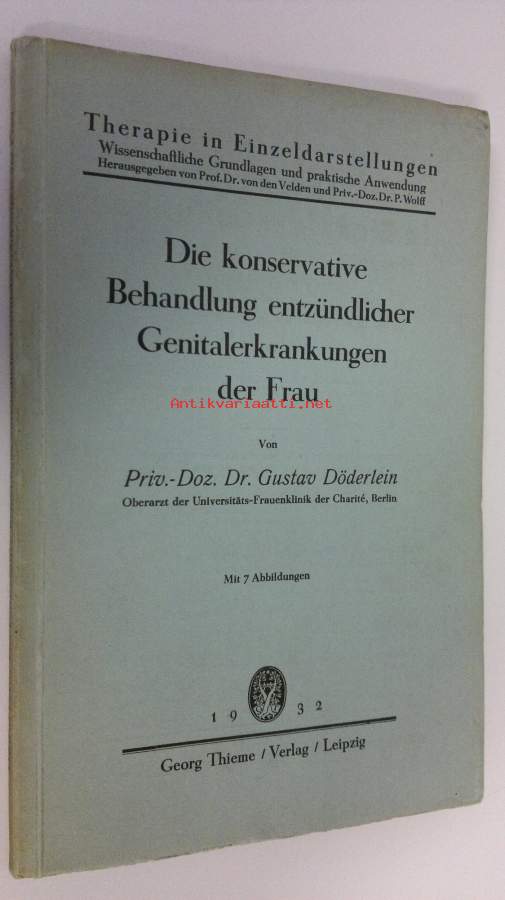 Therapie in Einzeldarstellungen
Wissenschaftliche Grundlagen und praktische Anwendung
Herausgegeben von Prof. Dr. von den Velden und Priv.-Doz. Dr. P. Wolff
Die konservative
Behandlung entzündlicher
Genitalerkrankungen
der Frau
Antikvariaatti.net
Von
Priv.-Doz. Dr. Gustav Döderlein
Oberarzt der Universitäts-Frauenklinik der Charité, Berlin
Mit 7 Abbildungen
1932
Georg Thieme / Verlag / Leipzig